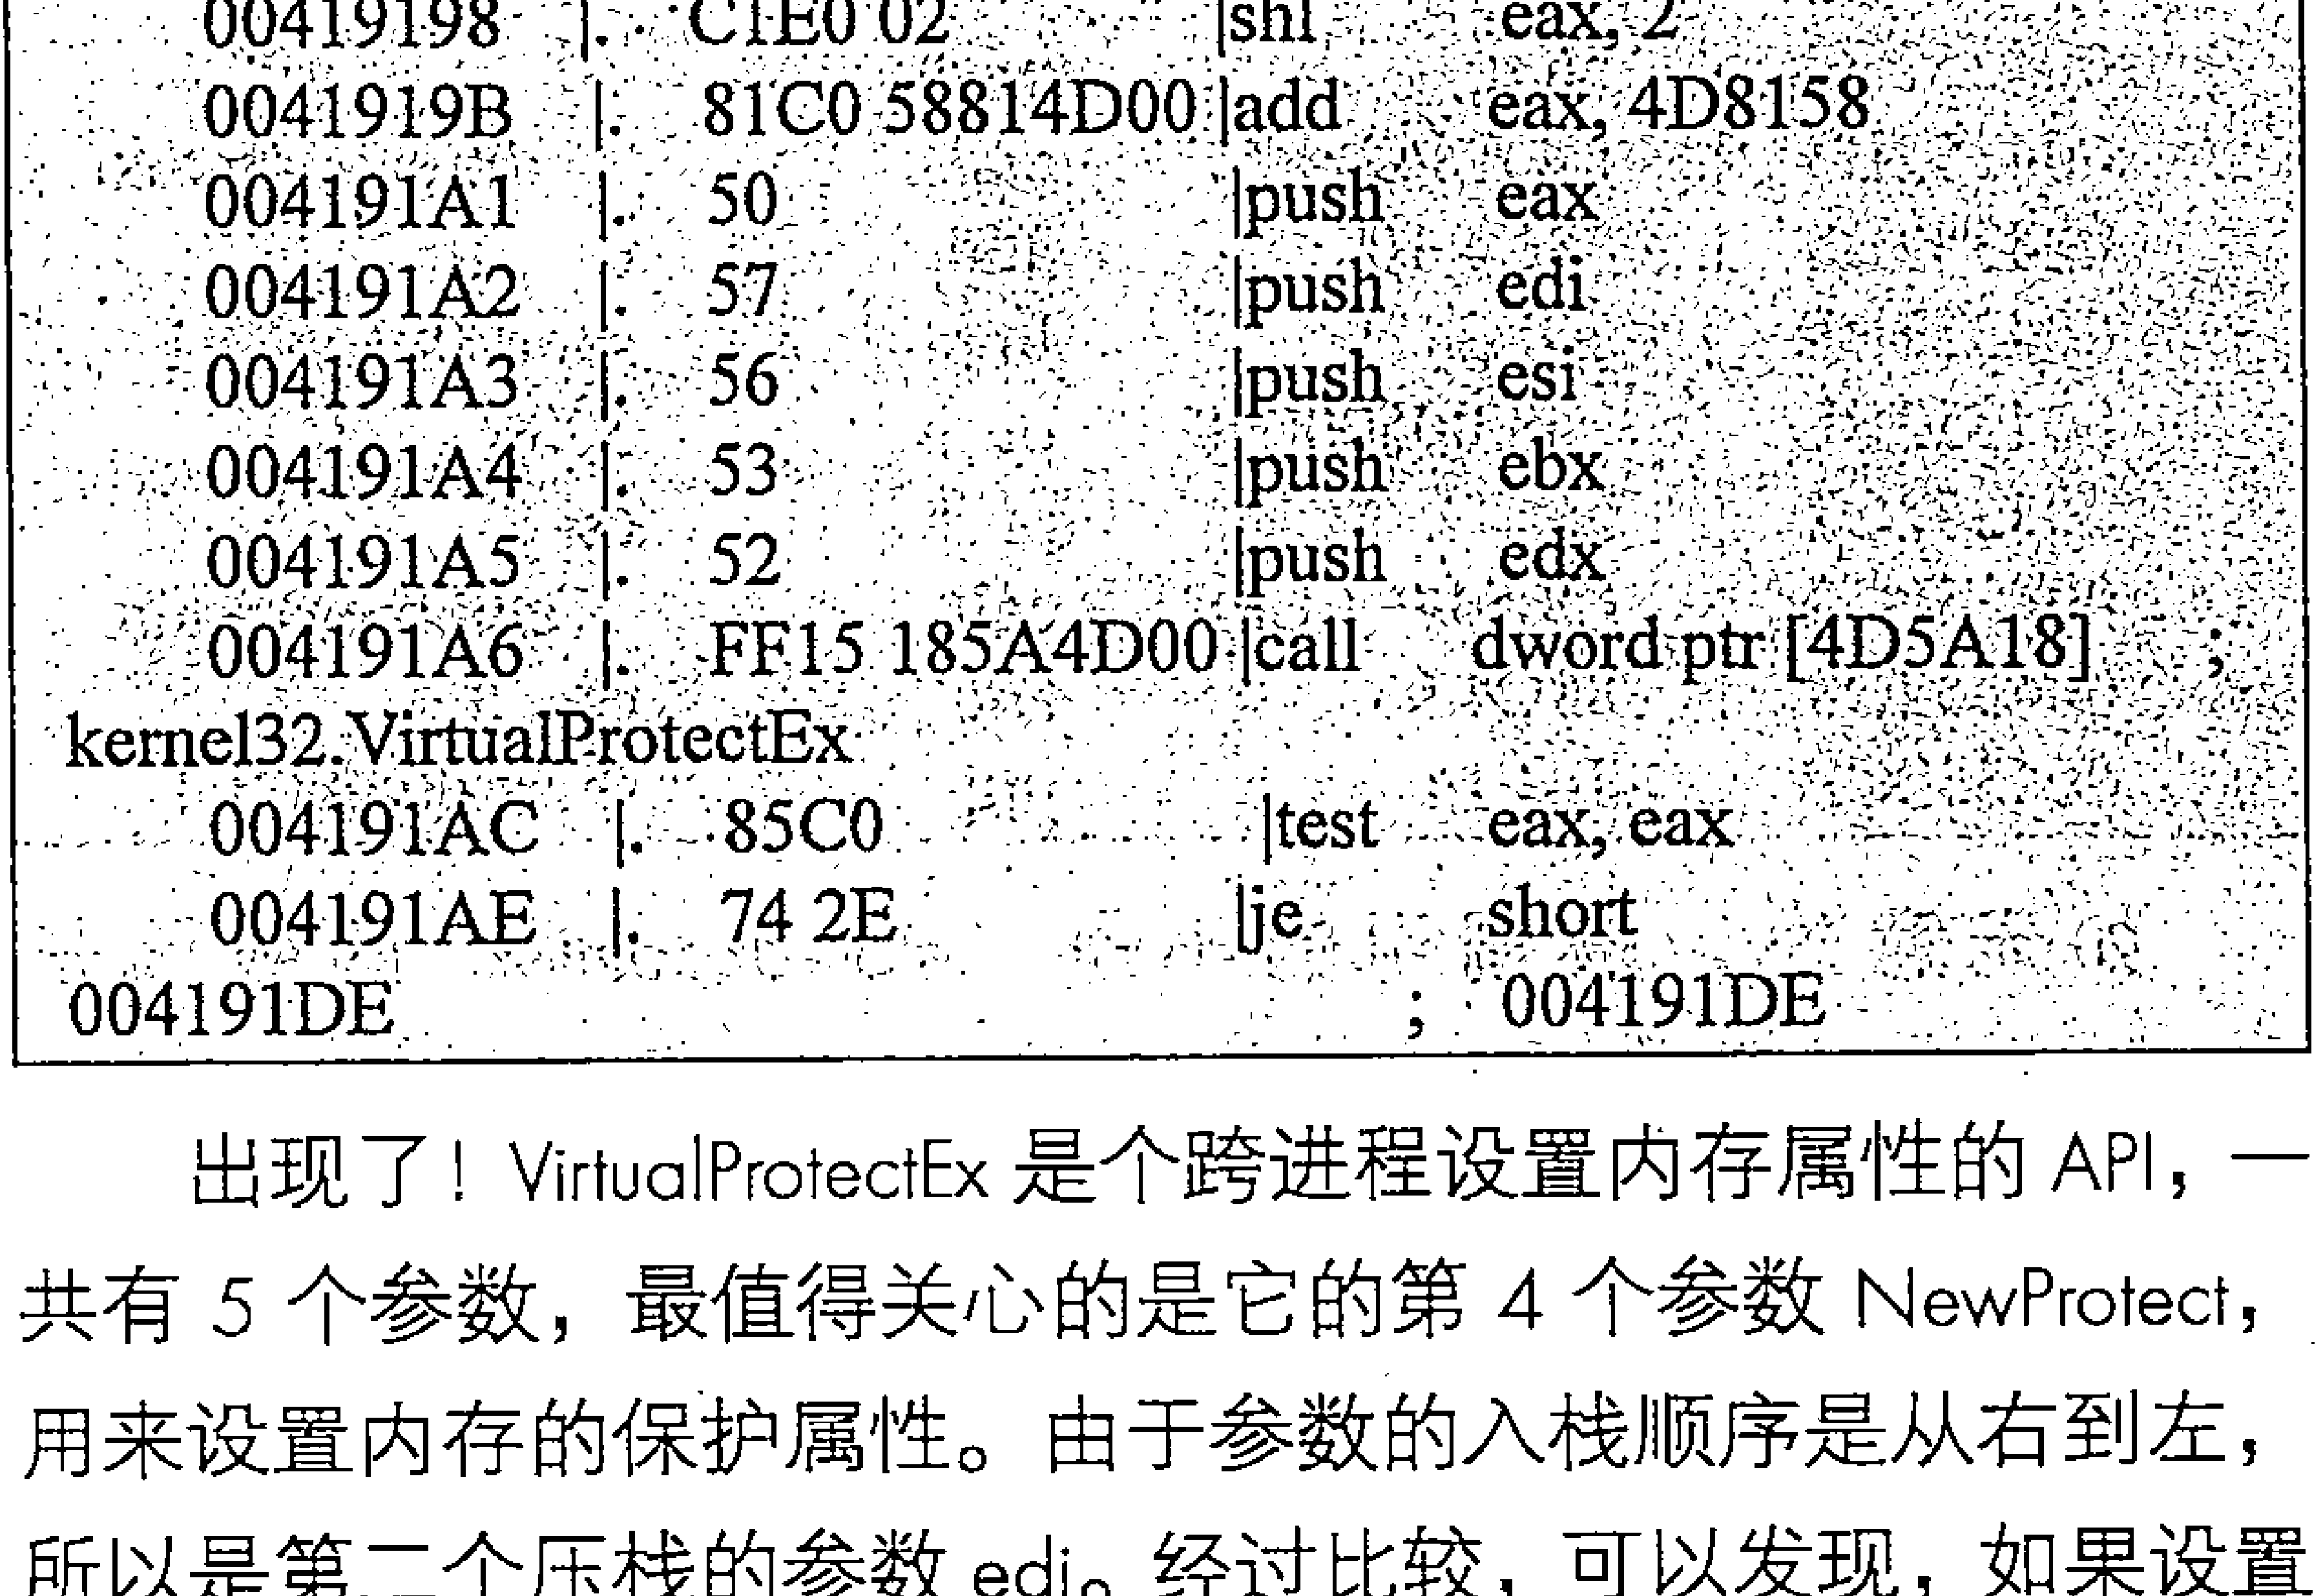 00419198 |. C1E0 02 |shl eax, 2
0041919B |. 81C0 58814D00 |add eax, 4D8158
004191A1 |. 50 |push eax
004191A2 |. 57 |push edi
004191A3 |. 56 |push esi
004191A4 |. 53 |push ebx
004191A5 |. 52 |push edx
004191A6 |. FF15 185A4D00 |call dword ptr [4D5A18] ;
kernel32.VirtualProtectEx
004191AC |. 85C0 |test eax, eax
004191AE |. 74 2E |je short
004191DE ; 004191DE
出现了！VirtualProtectEx 是个跨进程设置内存属性的 API，一
共有 5 个参数，最值得关心的是它的第 4 个参数 NewProtect，
用来设置内存的保护属性。由于参数的入栈顺序是从右到左，
所以是第二个压栈的参数 edi。经过比较，可以发现，如果设置